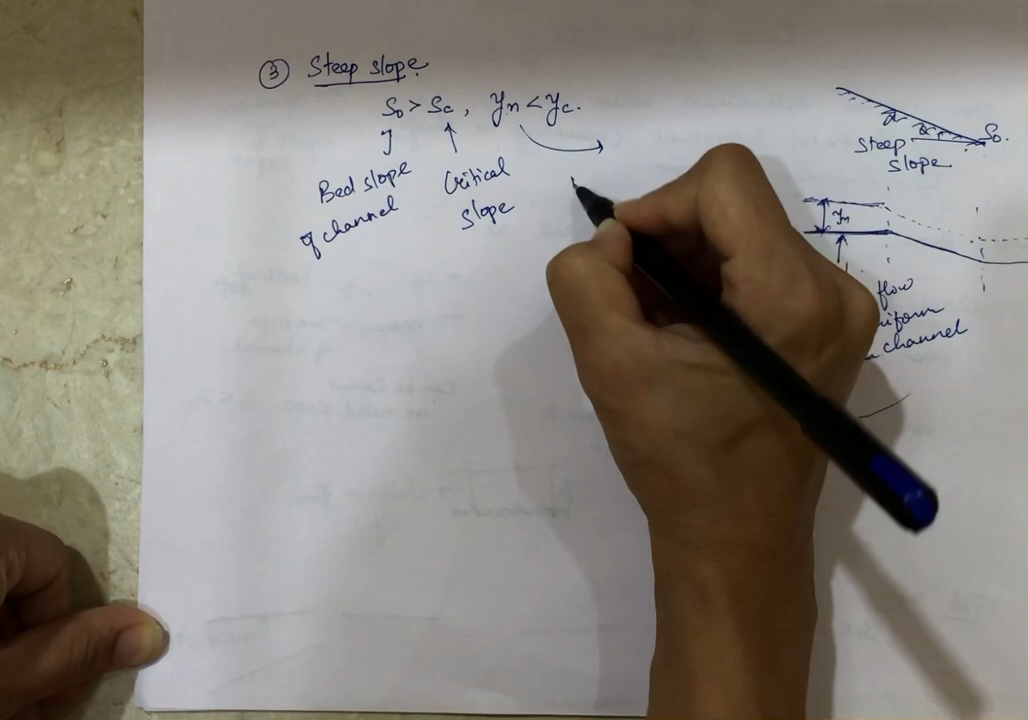 ③ Steep slope.
S₀ > Sc, yn < yc.
Bed slope
of channel
Critical
slope
S₀
Steep
slope
yn
flow
channel